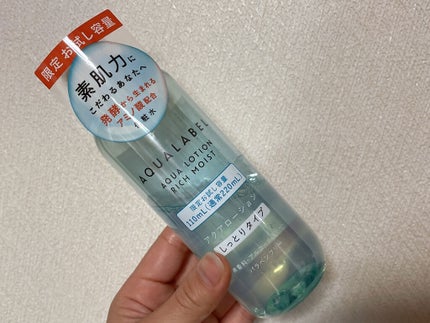 限定 お試し容量
素肌力に
こだわるあなたへ
発酵から生まれる
アミノ酸配合
化粧水
AQUALABEL
AQUA LOTION
RICH MOIST
限定お試し容量
110mL(通常220mL
アクアローション
しっとりタイプ